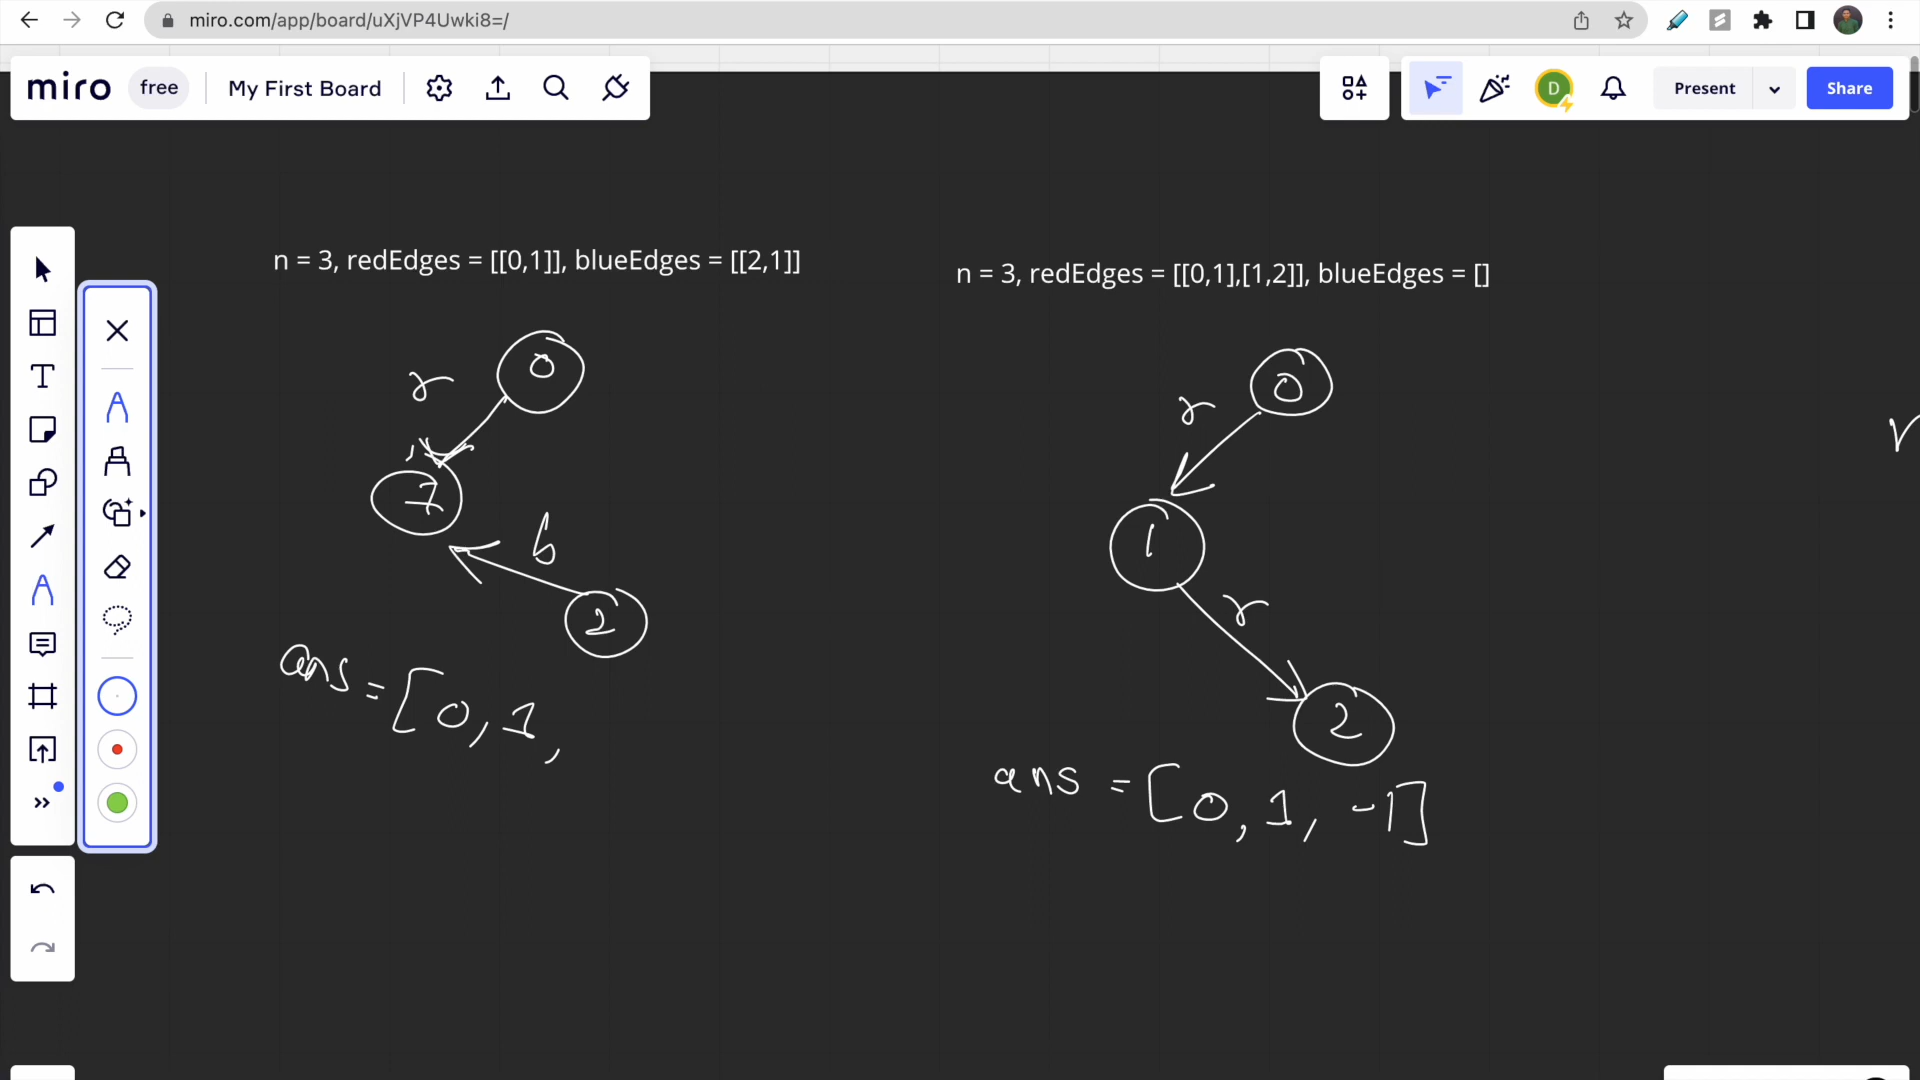 miro.com/app/board/uXjVP4Uwki8=/
miro free My First Board
D Present Share
n = 3, redEdges = [[0,1]], blueEdges = [[2,1]]
n = 3, redEdges = [[0,1],[1,2]], blueEdges = []
r 0
1
b
2
ans = [0, 1,
r 0
1
r
2
ans = [0, 1, -1]
r
T